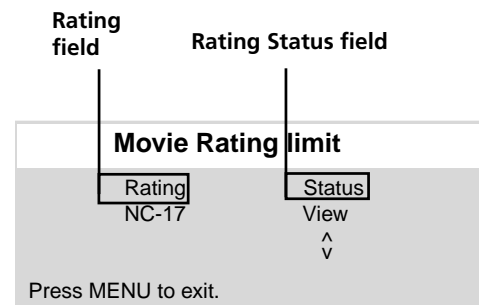 Rating
field
Rating Status field
Movie Rating limit
Rating Status
NC-17 View
^
v
Press MENU to exit.